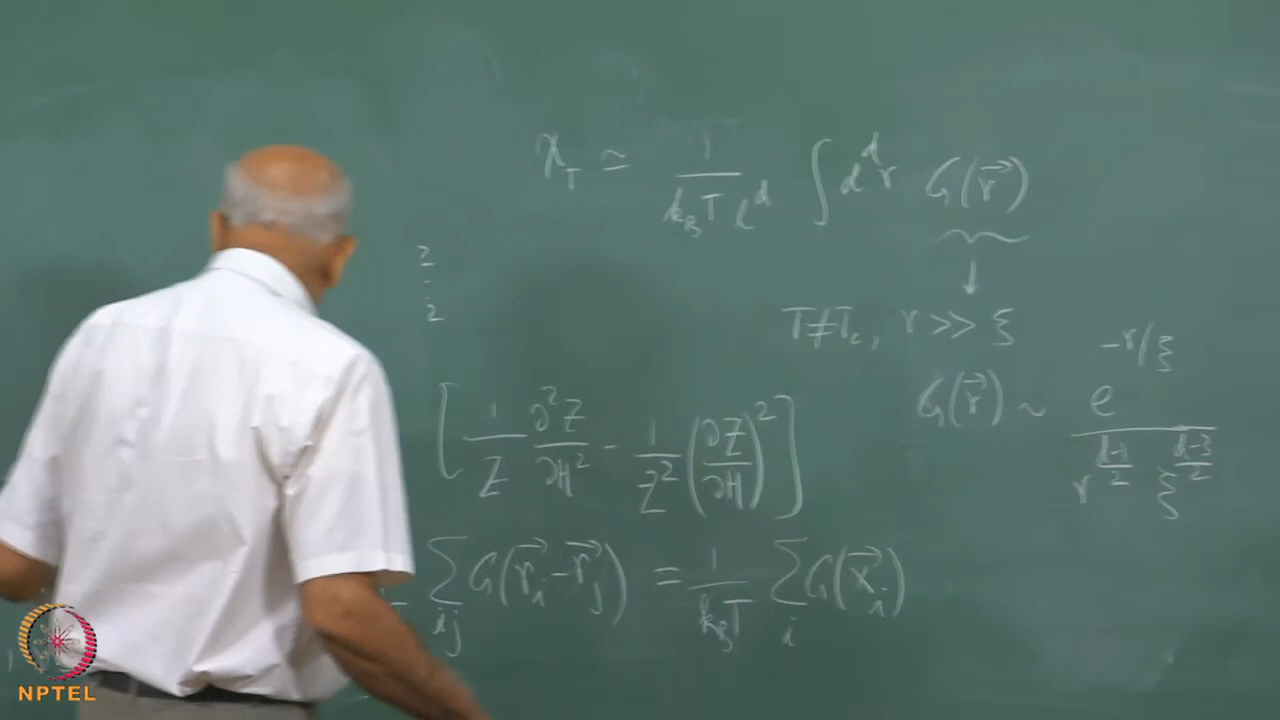 χ_T ≃ 1/(k_B T ℓ^d) ∫ d^d r G(r⃗)
↓
T ≠ T_c, r >> ξ
G(r⃗) ~ e^{-r/ξ} / (r^{(d-1)/2} ξ^{(d-3)/2})
[1/Z ∂²Z/∂H² - 1/Z² (∂Z/∂H)²]
∑_{ij} G(r⃗_i - r⃗_j) = 1/(k_B T) ∑_i G(r⃗_i)
NPTEL